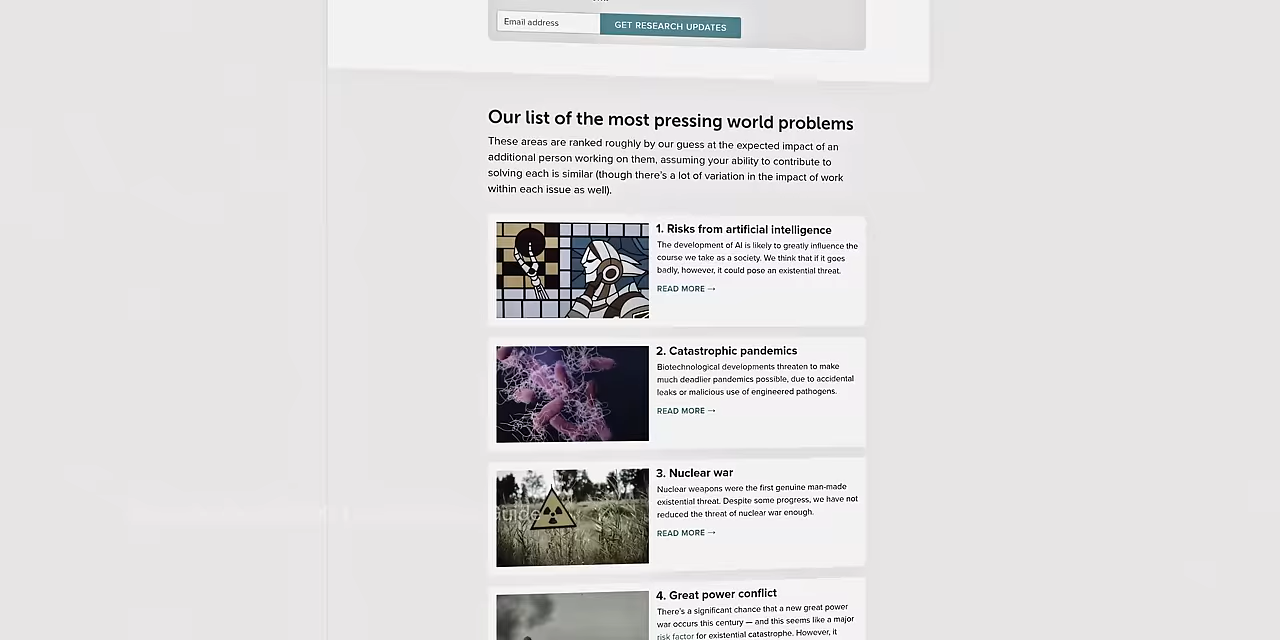 Email address
GET RESEARCH UPDATES
Our list of the most pressing world problems
These areas are ranked roughly by our guess at the expected impact of an
additional person working on them, assuming your ability to contribute to
solving each is similar (though there's a lot of variation in the impact of work
within each issue as well).
1. Risks from artificial intelligence
The development of AI is likely to greatly influence the
course we take as a society. We think that if it goes
badly, however, it could pose an existential threat.
READ MORE →
2. Catastrophic pandemics
Biotechnological developments threaten to make
much deadlier pandemics possible, due to accidental
leaks or malicious use of engineered pathogens.
READ MORE →
3. Nuclear war
Nuclear weapons were the first genuine man-made
existential threat. Despite some progress, we have not
reduced the threat of nuclear war enough.
READ MORE →
Guide
4. Great power conflict
There's a significant chance that a new great power
war occurs this century — and this seems like a major
risk factor for existential catastrophe. However, it